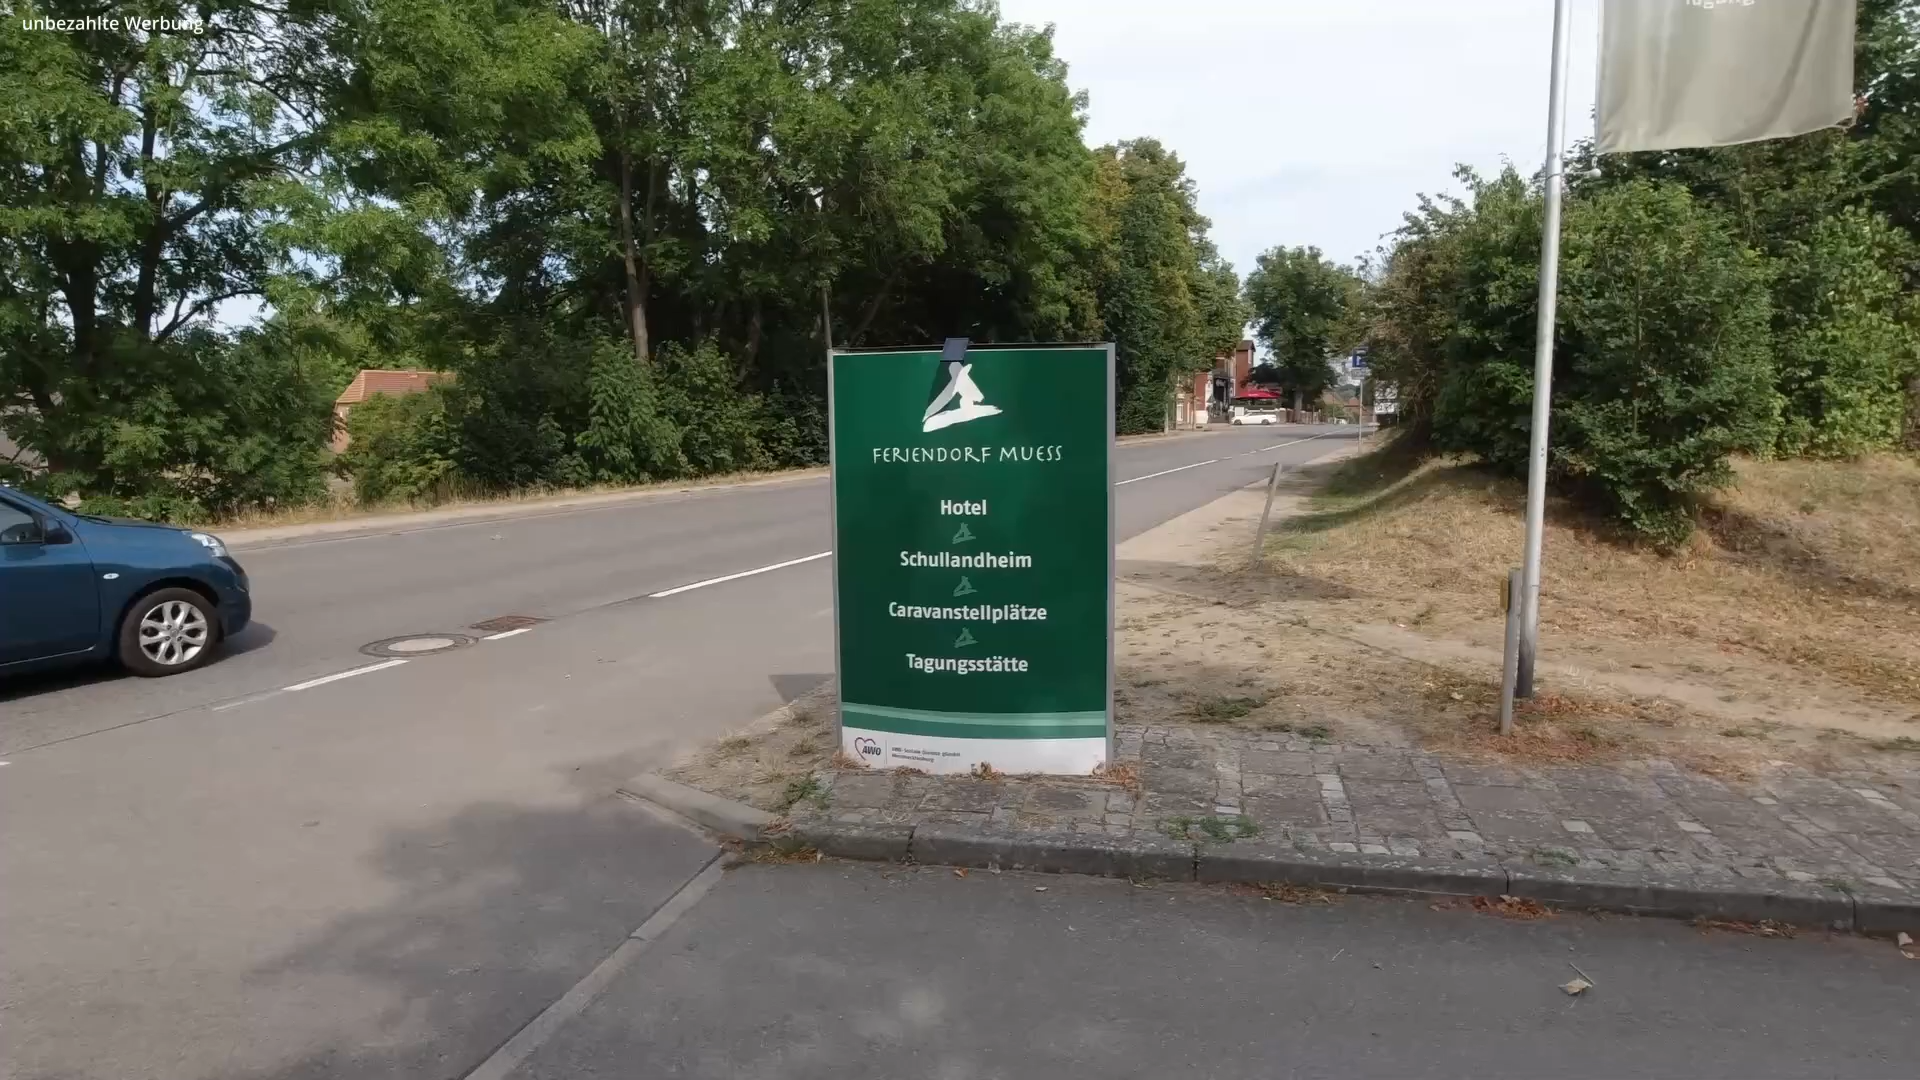 unbezahlte Werbung
FERIENDORF MUESS
Hotel
Schullandheim
Caravanstellplätze
Tagungsstätte
AWO